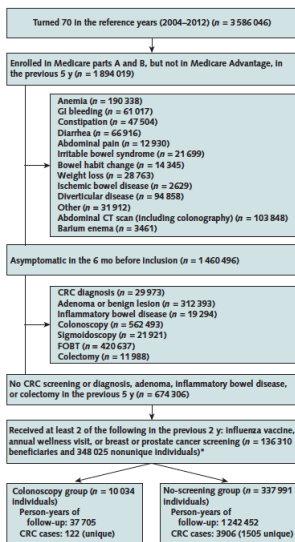 Turned 70 in the reference years (2004–2012) (n = 3 586 046)
Enrolled in Medicare parts A and B, but not in Medicare Advantage, in
the previous 5 y (n = 1 894 019)
Anemia (n = 190 338)
GI bleeding (n = 61 017)
Constipation (n = 47 504)
Diarrhea (n = 66 916)
Abdominal pain (n = 12 930)
Irritable bowel syndrome (n = 21 699)
Bowel habit change (n = 14 345)
Weight loss (n = 28 763)
Ischemic bowel disease (n = 2629)
Diverticular disease (n = 94 858)
Other (n = 31 912)
Abdominal CT scan (including colonography) (n = 103 848)
Barium enema (n = 3461)
Asymptomatic in the 6 mo before inclusion (n = 1 460 496)
CRC diagnosis (n = 29 973)
Adenoma or benign lesion (n = 312 393)
Inflammatory bowel disease (n = 19 294)
Colonoscopy (n = 562 493)
Sigmoidoscopy (n = 21 921)
FOBT (n = 420 637)
Colectomy (n = 11 988)
No CRC screening or diagnosis, adenoma, inflammatory bowel disease,
or colectomy in the previous 5 y (n = 674 306)
Received at least 2 of the following in the previous 2 y: influenza vaccine,
annual wellness visit, or breast or prostate cancer screening (n = 136 310
beneficiaries and 348 025 nonunique individuals)*
Colonoscopy group (n = 10 034
individuals)
Person-years of
follow-up: 37 705
CRC cases: 122 (unique)
No-screening group (n = 337 991
individuals)
Person-years of
follow-up: 1 242 452
CRC cases: 3906 (1505 unique)